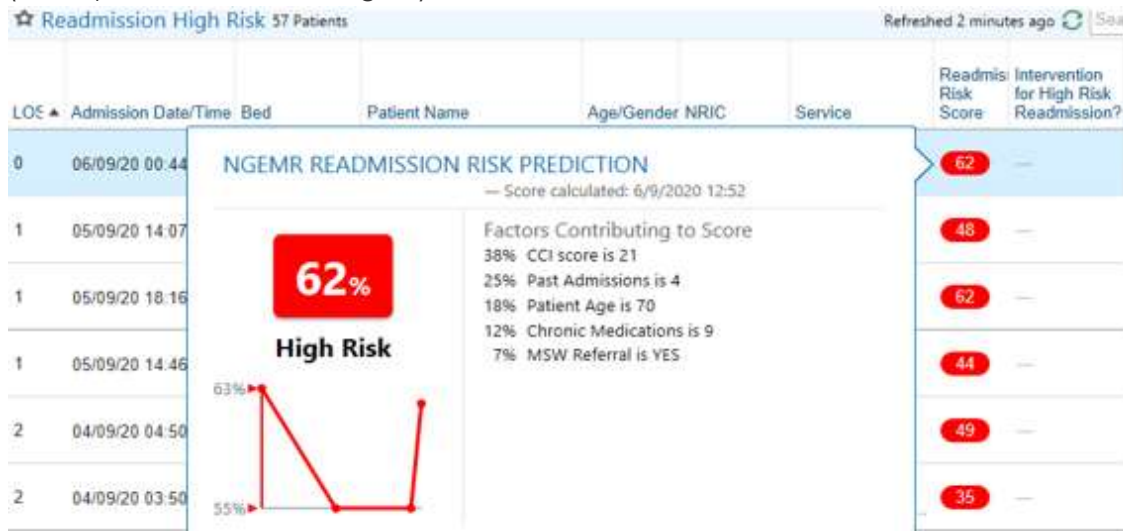 ☆ Readmission High Risk 57 Patients Refreshed 2 minutes ago
Readmis Intervention
Risk for High Risk
LOS ▲ Admission Date/Time Bed Patient Name Age/Gender NRIC Service Score Readmission?
0 06/09/20 00:44 62 —
NGEMR READMISSION RISK PREDICTION
— Score calculated: 6/9/2020 12:52
62%
High Risk
63%
55%
Factors Contributing to Score
38% CCI score is 21
25% Past Admissions is 4
18% Patient Age is 70
12% Chronic Medications is 9
7% MSW Referral is YES
1 05/09/20 14:07 48 —
1 05/09/20 18:16 62 —
1 05/09/20 14:46 44 —
2 04/09/20 04:50 49 —
2 04/09/20 03:50 35 —